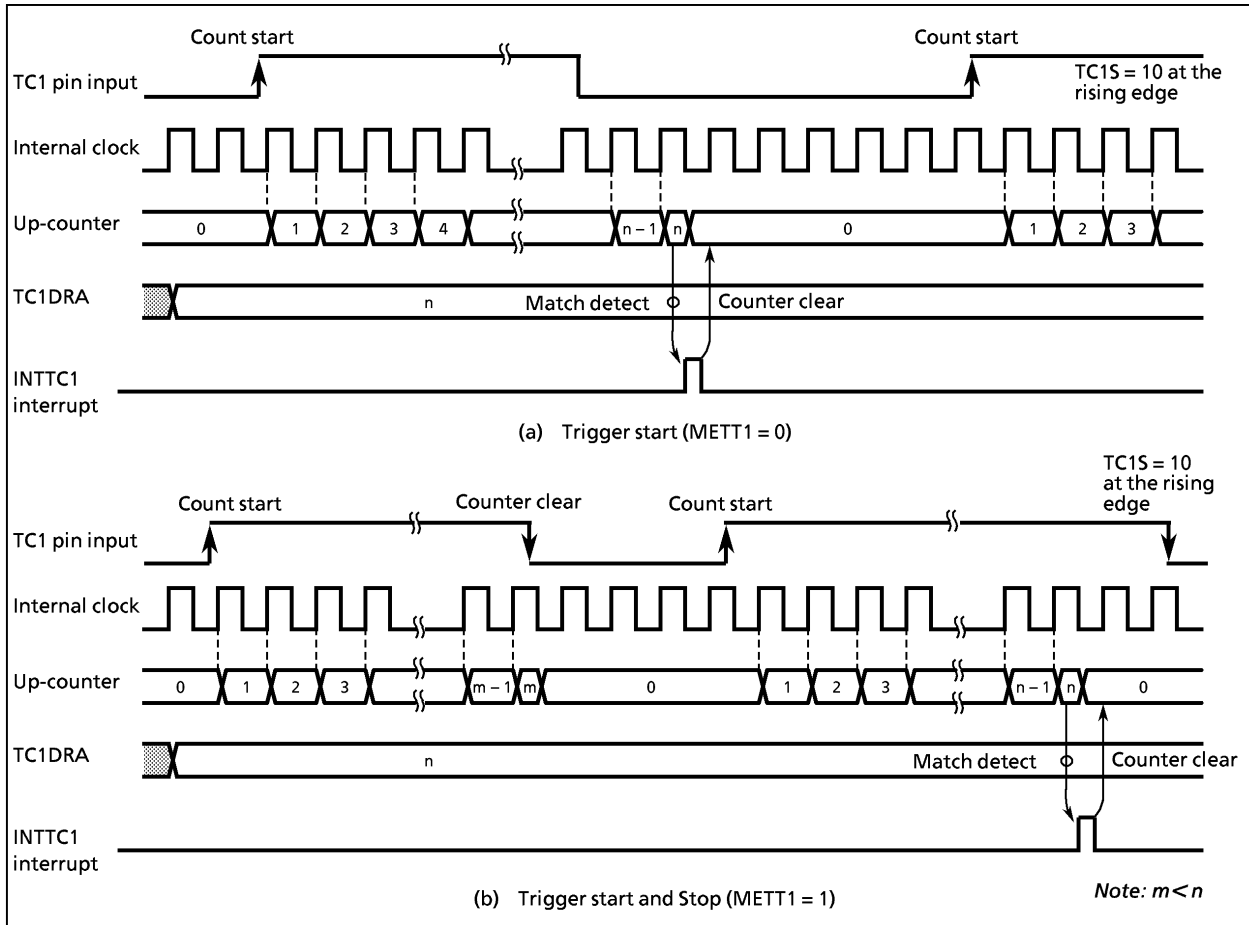 Count start
Count start
TC1 pin input
TC1S = 10 at the
rising edge
Internal clock
Up-counter
0 1 2 3 4 n – 1 n 0 1 2 3
TC1DRA
n
Match detect
Counter clear
INTTC1
interrupt
(a) Trigger start (METT1 = 0)
TC1S = 10
at the rising
edge
Count start
Counter clear
Count start
TC1 pin input
Internal clock
Up-counter
0 1 2 3 m – 1 m 0 1 2 3 n – 1 n 0
TC1DRA
n
Match detect
Counter clear
INTTC1
interrupt
(b) Trigger start and Stop (METT1 = 1)
Note: m < n